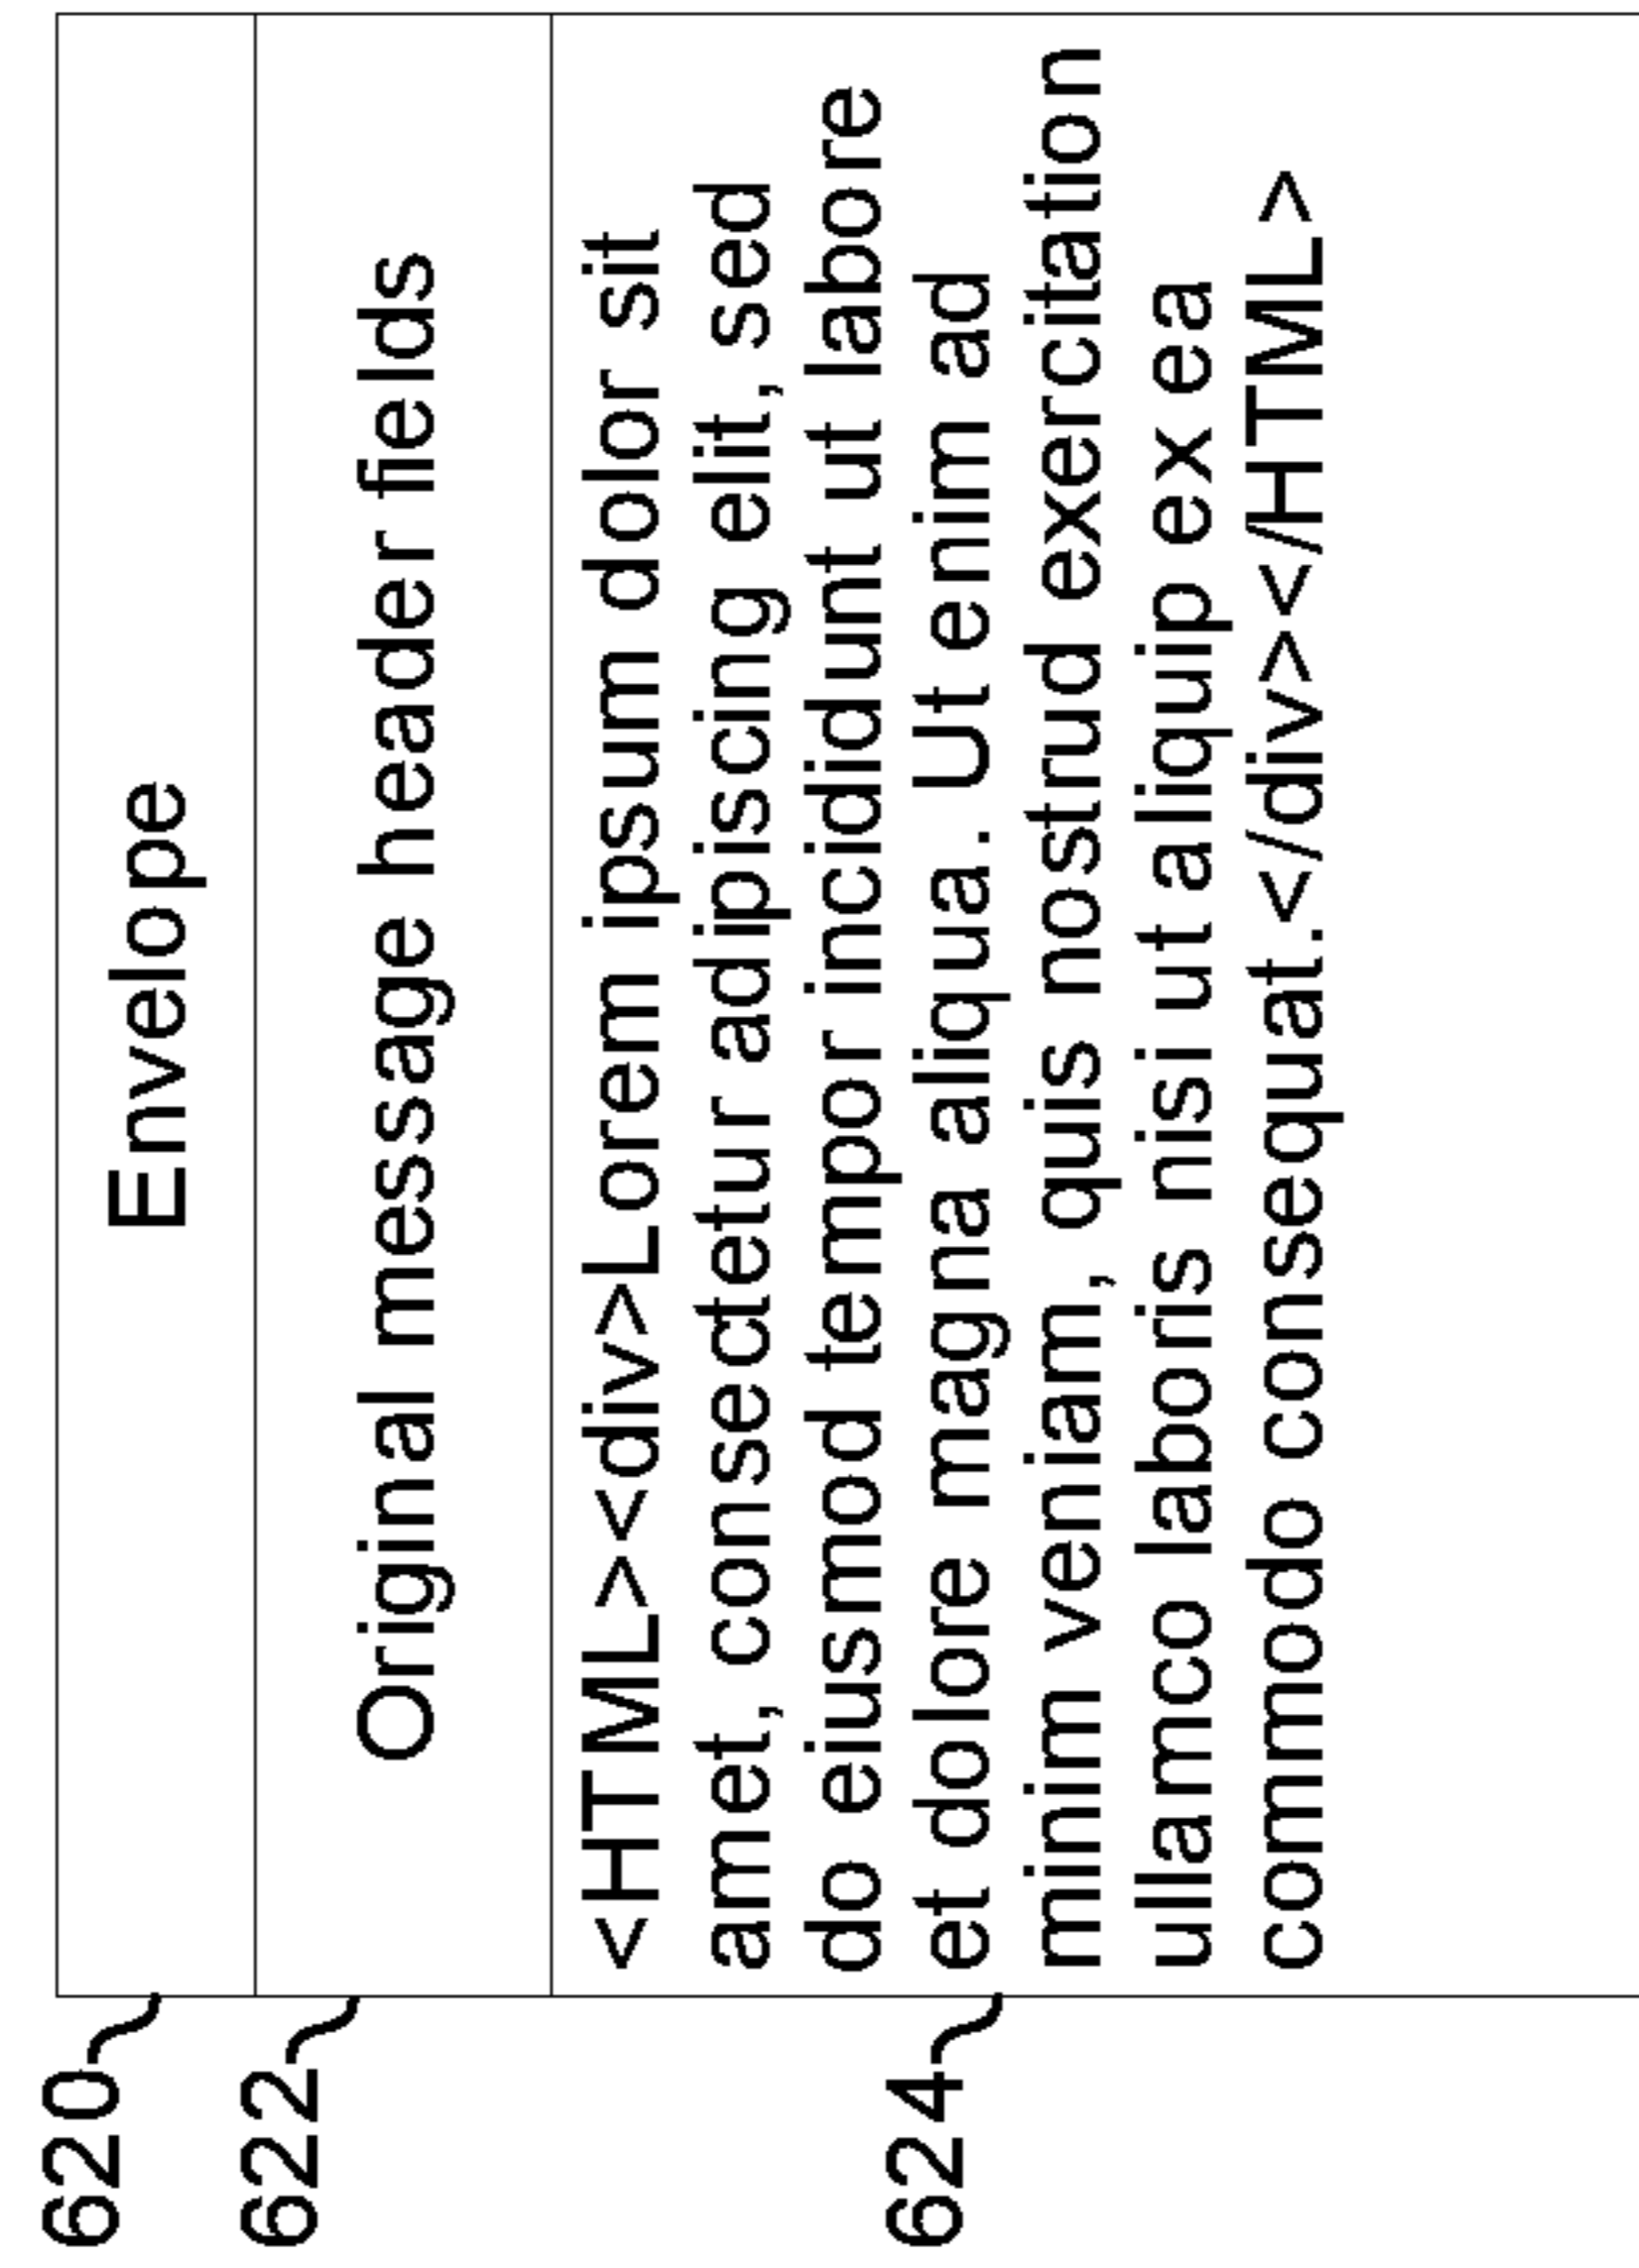 620
Envelope
622
Original message header fields
624
<HTML><div>Lorem ipsum dolor sit
amet, consectetur adipiscing elit, sed
do eiusmod tempor incididunt ut labore
et dolore magna aliqua. Ut enim ad
minim veniam, quis nostrud exercitation
ullamco laboris nisi ut aliquip ex ea
commodo consequat.</div></HTML>